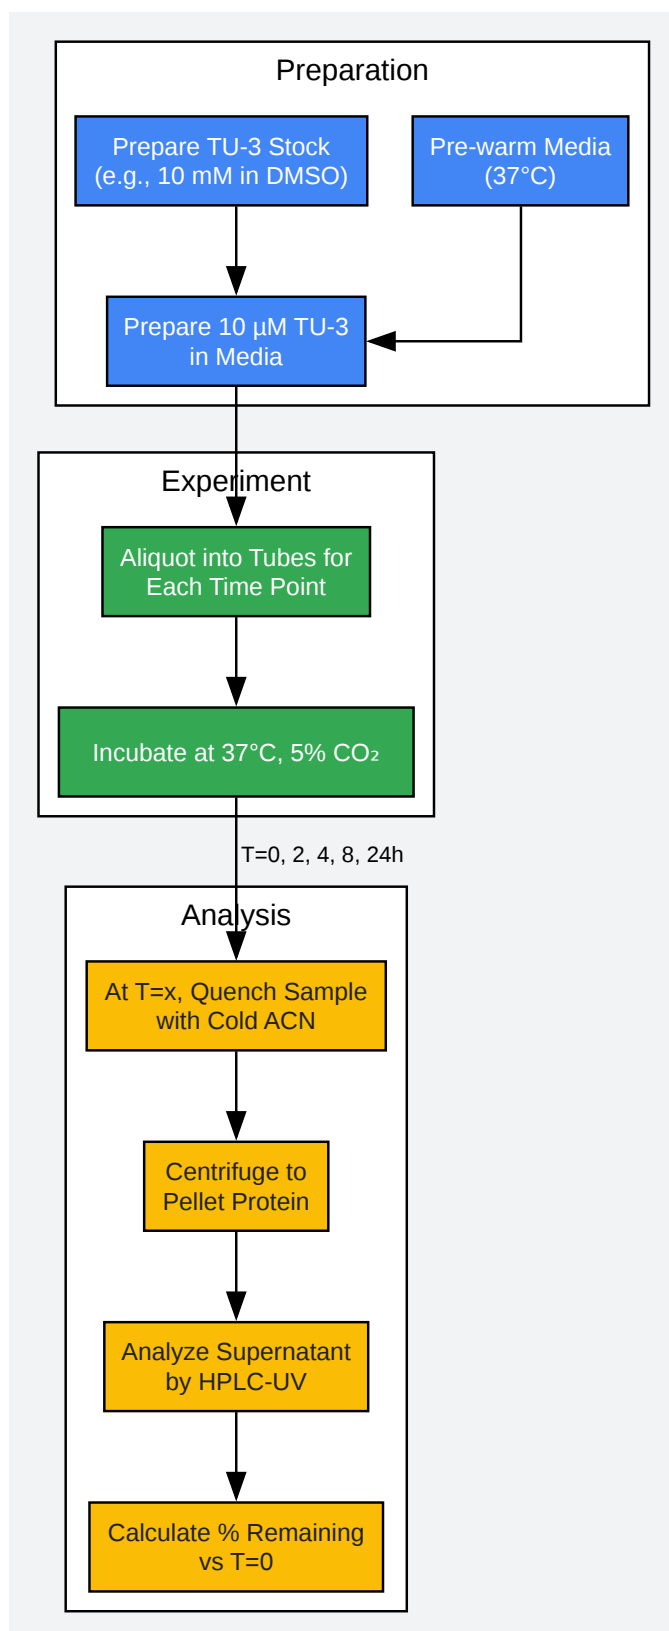 Preparation
Prepare TU-3 Stock
(e.g., 10 mM in DMSO)
Pre-warm Media
(37°C)
Prepare 10 µM TU-3
in Media
Experiment
Aliquot into Tubes for
Each Time Point
Incubate at 37°C, 5% CO₂
T=0, 2, 4, 8, 24h
Analysis
At T=x, Quench Sample
with Cold ACN
Centrifuge to
Pellet Protein
Analyze Supernatant
by HPLC-UV
Calculate % Remaining
vs T=0